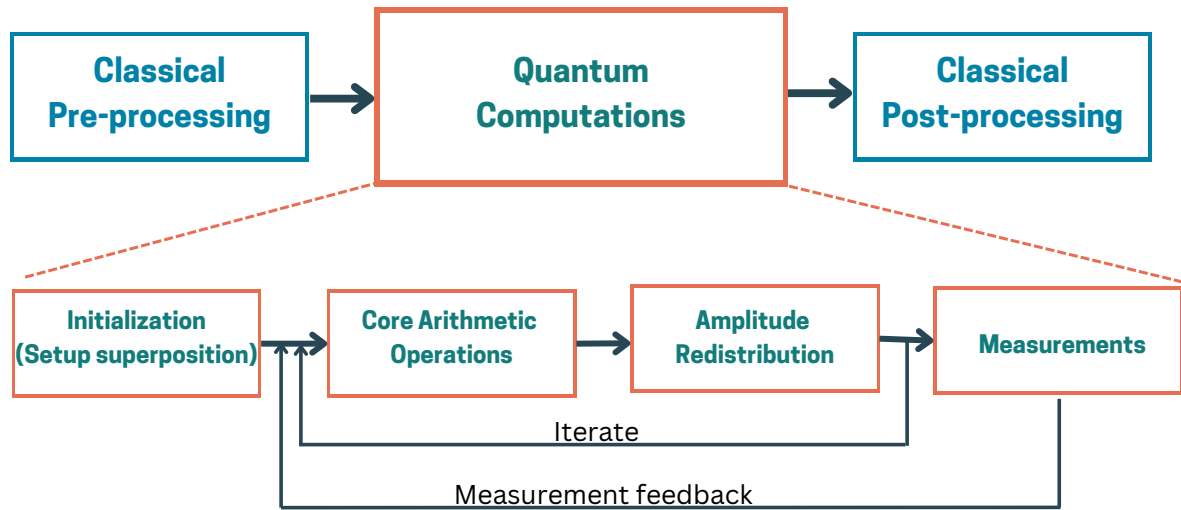 Classical
Pre-processing
Quantum
Computations
Classical
Post-processing
Initialization
(Setup superposition)
Core Arithmetic
Operations
Amplitude
Redistribution
Measurements
Iterate
Measurement feedback